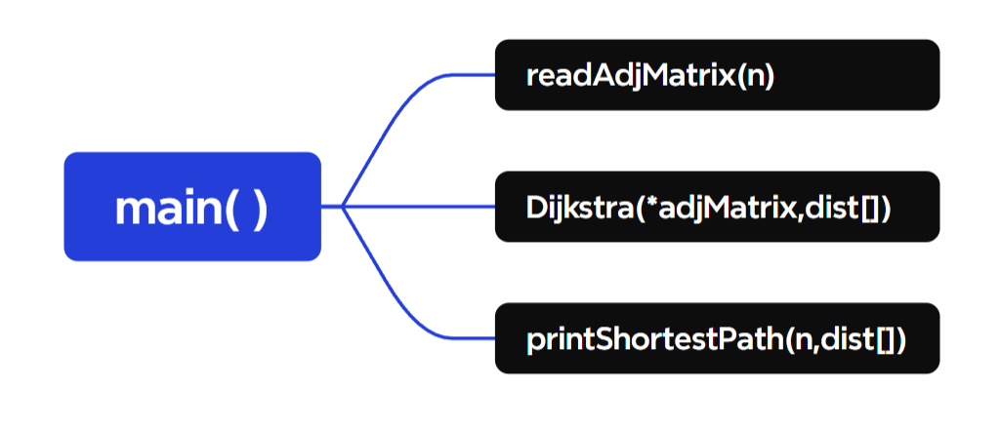 main( )
readAdjMatrix(n)
Dijkstra(*adjMatrix,dist[])
printShortestPath(n,dist[])